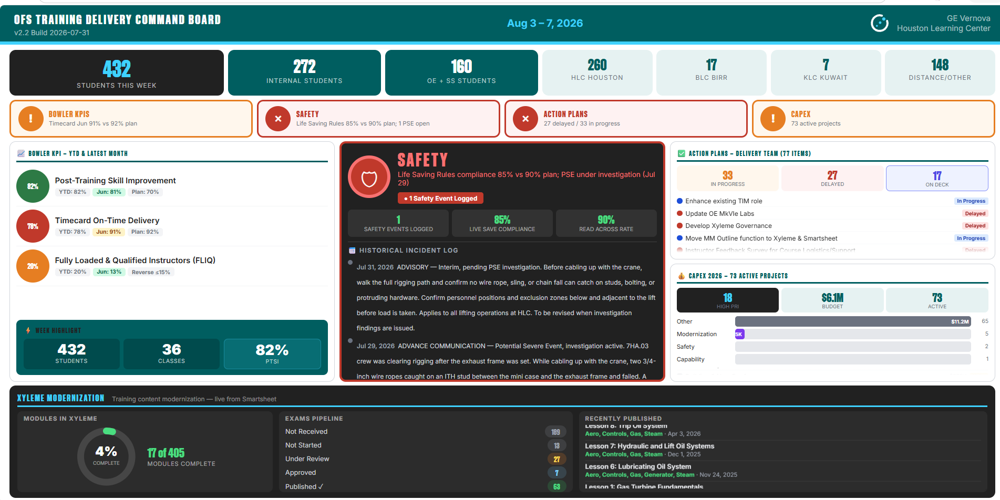 OFS TRAINING DELIVERY COMMAND BOARD
v2.2 Build 2026-07-31
Aug 3 – 7, 2026
GE Vernova
Houston Learning Center
432
STUDENTS THIS WEEK
272
INTERNAL STUDENTS
160
OE + SS STUDENTS
260
HLC HOUSTON
17
BLC BIRR
7
KLC KUWAIT
148
DISTANCE/OTHER
!
BOWLER KPIS
Timecard Jun 91% vs 92% plan
×
SAFETY
Life Saving Rules 85% vs 90% plan; 1 PSE open
×
ACTION PLANS
27 delayed / 33 in progress
!
CAPEX
73 active projects
BOWLER KPI – YTD & LATEST MONTH
82%
Post-Training Skill Improvement
YTD: 82% Jun: 81% Plan: 70%
78%
Timecard On-Time Delivery
YTD: 78% Jun: 91% Plan: 92%
20%
Fully Loaded & Qualified Instructors (FLIQ)
YTD: 20% Jun: 13% Reverse ≤15%
WEEK HIGHLIGHT
432
STUDENTS
36
CLASSES
82%
PTSI
SAFETY
Life Saving Rules compliance 85% vs 90% plan; PSE under investigation (Jul
29)
● 1 Safety Event Logged
1
SAFETY EVENTS LOGGED
85%
LIVE SAVE COMPLIANCE
90%
READ ACROSS RATE
HISTORICAL INCIDENT LOG
Jul 31, 2026 ADVISORY — Interim, pending PSE investigation. Before cabling up with the crane,
walk the full rigging path and confirm no wire rope, sling, or chain fall can catch on studs, bolting, or
protruding hardware. Confirm personnel positions and exclusion zones below and adjacent to the lift
before load is taken. Applies to all lifting operations at HLC. To be revised when investigation
findings are issued.
Jul 29, 2026 ADVANCE COMMUNICATION — Potential Severe Event, investigation active. 7HA.03
crew was clearing rigging after the exhaust frame was set. While cabling up with the crane, two 3/4-
inch wire ropes caught on an ITH stud between the mini case and the exhaust frame and failed. A
ACTION PLANS – DELIVERY TEAM (77 ITEMS)
33
IN PROGRESS
27
DELAYED
17
ON DECK
Enhance existing TIM role In Progress
Update OE MkVIe Labs Delayed
Develop Xyleme Governance Delayed
Move MM Outline function to Xyleme & Smartsheet In Progress
Instructor Feedback Survey for Course Logistics/Support Delayed
CAPEX 2026 – 73 ACTIVE PROJECTS
18
HIGH PRI
$6.1M
BUDGET
73
ACTIVE
Other $11.2M 65
Modernization 5K 5
Safety 2
Capability 1
XYLEME MODERNIZATION Training content modernization — live from Smartsheet
MODULES IN XYLEME
4%
COMPLETE
17 of 405
MODULES COMPLETE
EXAMS PIPELINE
Not Received 189
Not Started 13
Under Review 27
Approved 7
Published ✓ 63
RECENTLY PUBLISHED
Lesson 8: Trip Oil System
Aero, Controls, Gas, Steam · Apr 3, 2026
Lesson 7: Hydraulic and Lift Oil Systems
Aero, Controls, Gas, Steam · Dec 1, 2025
Lesson 6: Lubricating Oil System
Aero, Controls, Gas, Generator, Steam · Nov 24, 2025
Lesson 1: Gas Turbine Fundamentals